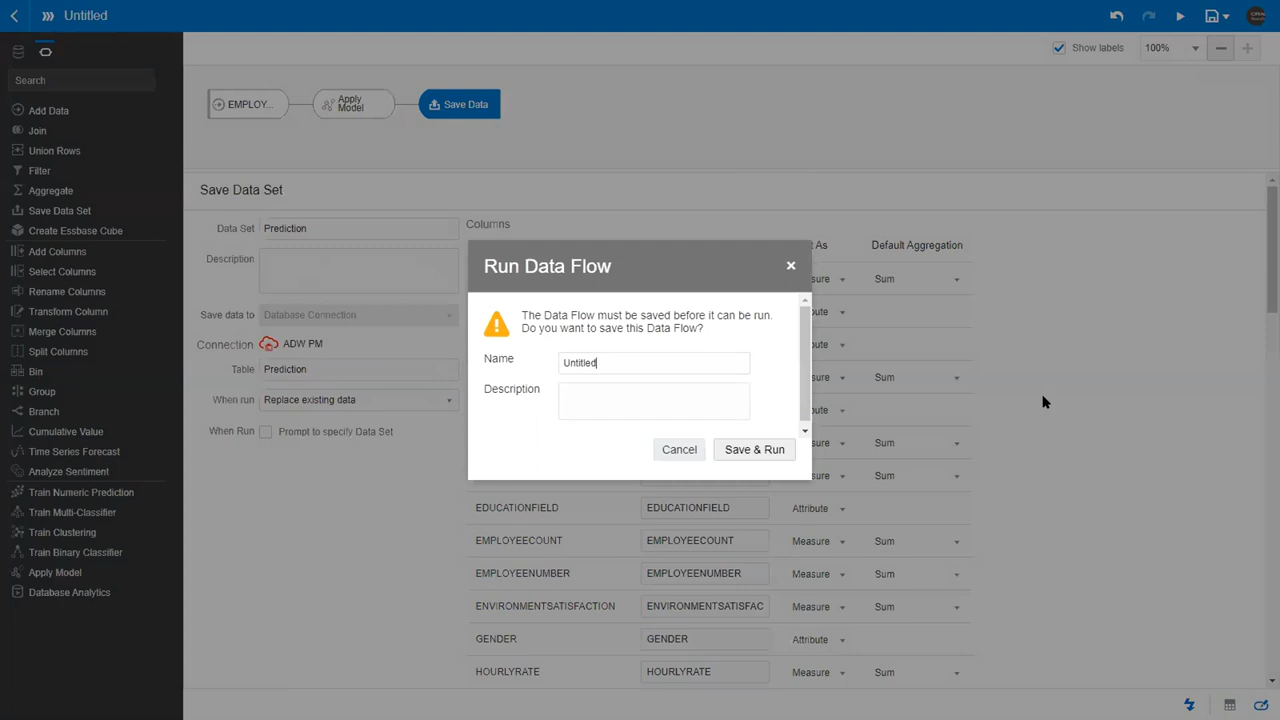 Untitled
Show labels
100%
Search
Add Data
Join
Union Rows
Filter
Aggregate
Save Data Set
Create Essbase Cube
Add Columns
Select Columns
Rename Columns
Transform Column
Merge Columns
Split Columns
Bin
Group
Branch
Cumulative Value
Time Series Forecast
Analyze Sentiment
Train Numeric Prediction
Train Multi-Classifier
Train Clustering
Train Binary Classifier
Apply Model
Database Analytics
EMPLOY...
Apply
Model
Save Data
Save Data Set
Data Set Prediction
Description
Save data to Database Connection
Connection ADW PM
Table Prediction
When run Replace existing data
When Run Prompt to specify Data Set
Columns
Default Aggregation
Sum
Sum
Sum
Sum
EDUCATIONFIELD EDUCATIONFIELD Attribute
EMPLOYEECOUNT EMPLOYEECOUNT Measure Sum
EMPLOYEENUMBER EMPLOYEENUMBER Measure Sum
ENVIRONMENTSATISFACTION ENVIRONMENTSATISFAC Measure Sum
GENDER GENDER Attribute
HOURLYRATE HOURLYRATE Measure Sum
Run Data Flow
The Data Flow must be saved before it can be run.
Do you want to save this Data Flow?
Name Untitled
Description
Cancel Save & Run